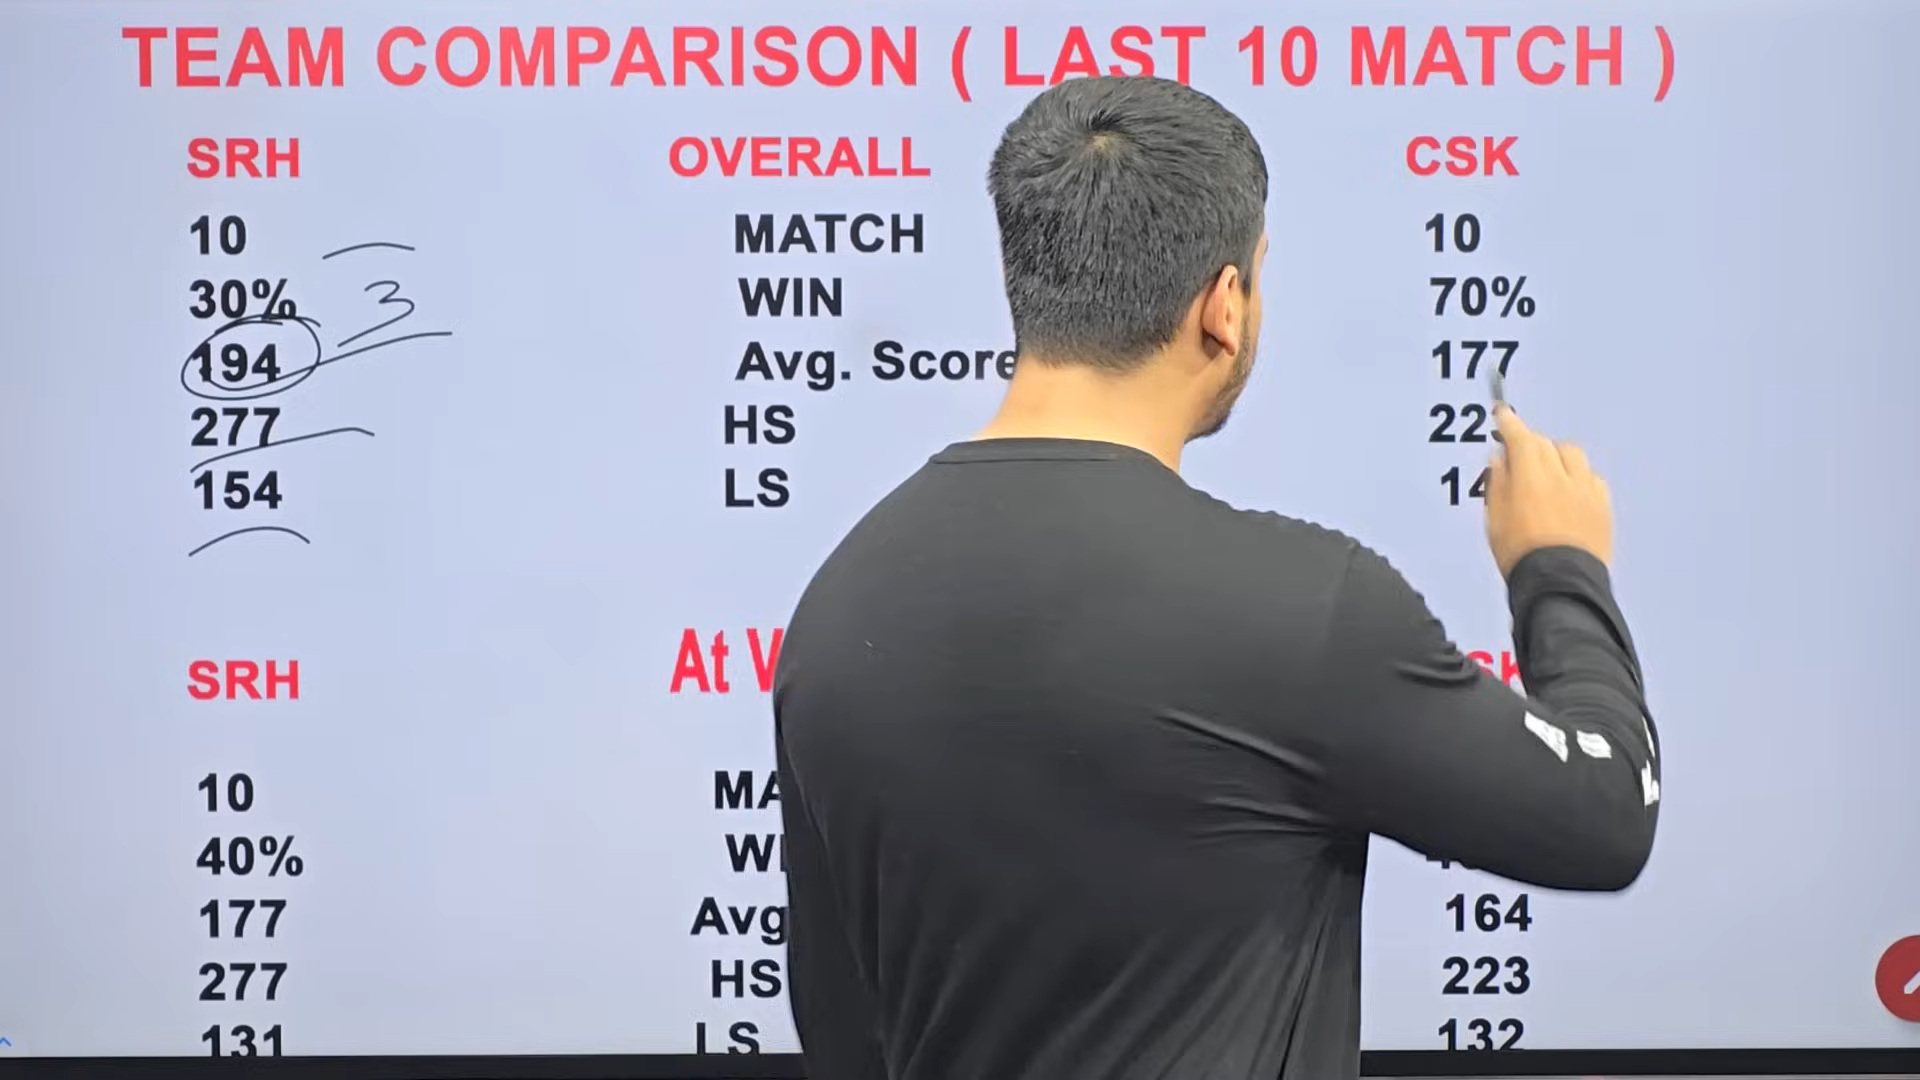 TEAM COMPARISON ( LAST 10 MATCH )
SRH OVERALL CSK
10 MATCH 10
30% 3 WIN 70%
194 Avg. Score 177
277 HS
154 LS
SRH At
10
40%
177 Avg 164
277 HS 223
131 LS 132